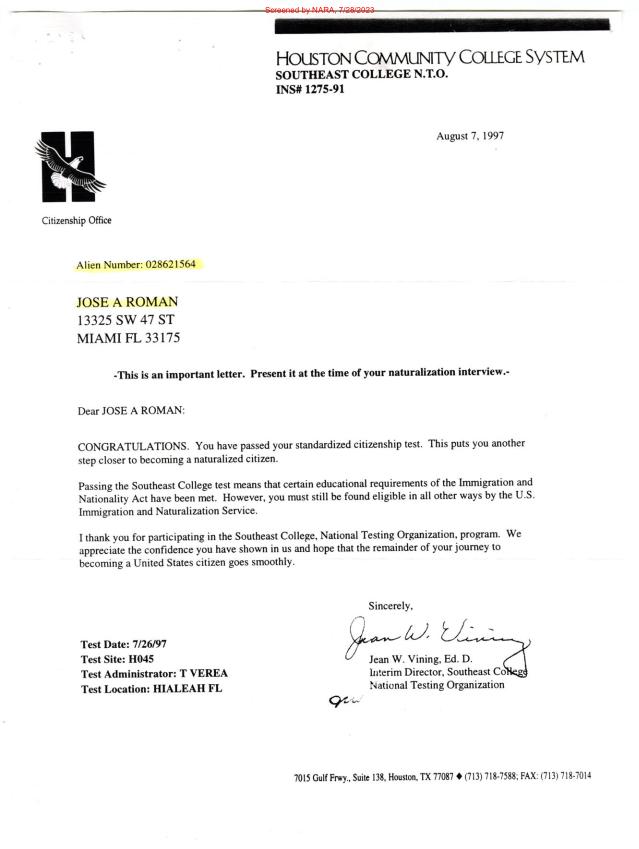 Screened by NARA, 7/28/2023
HOUSTON COMMUNITY COLLEGE SYSTEM
SOUTHEAST COLLEGE N.T.O.
INS# 1275-91
August 7, 1997
H
Citizenship Office
Alien Number: 028621564
JOSE A ROMAN
13325 SW 47 ST
MIAMI FL 33175
-This is an important letter. Present it at the time of your naturalization interview.-
Dear JOSE A ROMAN:
CONGRATULATIONS. You have passed your standardized citizenship test. This puts you another
step closer to becoming a naturalized citizen.
Passing the Southeast College test means that certain educational requirements of the Immigration and
Nationality Act have been met. However, you must still be found eligible in all other ways by the U.S.
Immigration and Naturalization Service.
I thank you for participating in the Southeast College, National Testing Organization, program. We
appreciate the confidence you have shown in us and hope that the remainder of your journey to
becoming a United States citizen goes smoothly.
Sincerely,
Jean W. Vining
Jean W. Vining, Ed. D.
Interim Director, Southeast College
National Testing Organization
Test Date: 7/26/97
Test Site: H045
Test Administrator: T VEREA
Test Location: HIALEAH FL
7015 Gulf Frwy., Suite 138, Houston, TX 77087 ♦ (713) 718-7588; FAX: (713) 718-7014